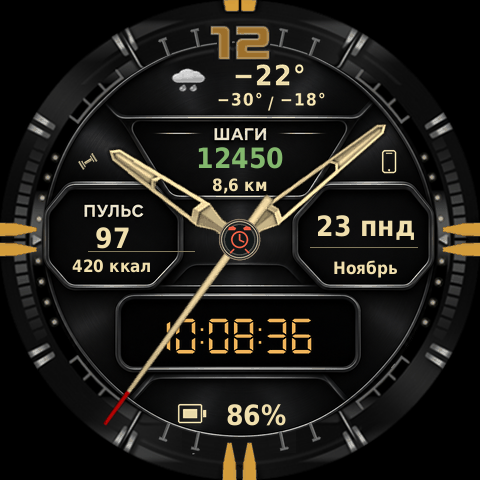 12
−22°
−30° / −18°
ШАГИ
12450
8,6 км
ПУЛЬС
97
420 ккал
23 пнд
Ноябрь
10:08:36
86%